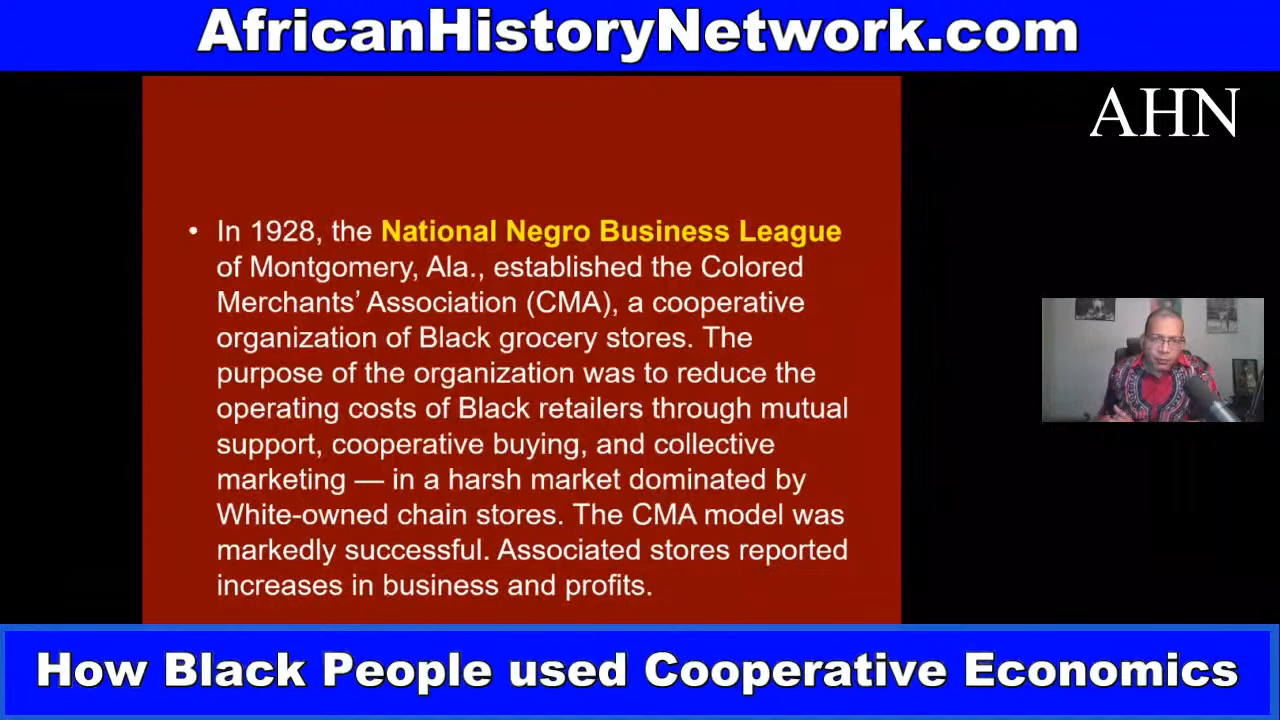 AfricanHistoryNetwork.com
AHN
• In 1928, the National Negro Business League
of Montgomery, Ala., established the Colored
Merchants’ Association (CMA), a cooperative
organization of Black grocery stores. The
purpose of the organization was to reduce the
operating costs of Black retailers through mutual
support, cooperative buying, and collective
marketing — in a harsh market dominated by
White-owned chain stores. The CMA model was
markedly successful. Associated stores reported
increases in business and profits.
How Black People used Cooperative Economics